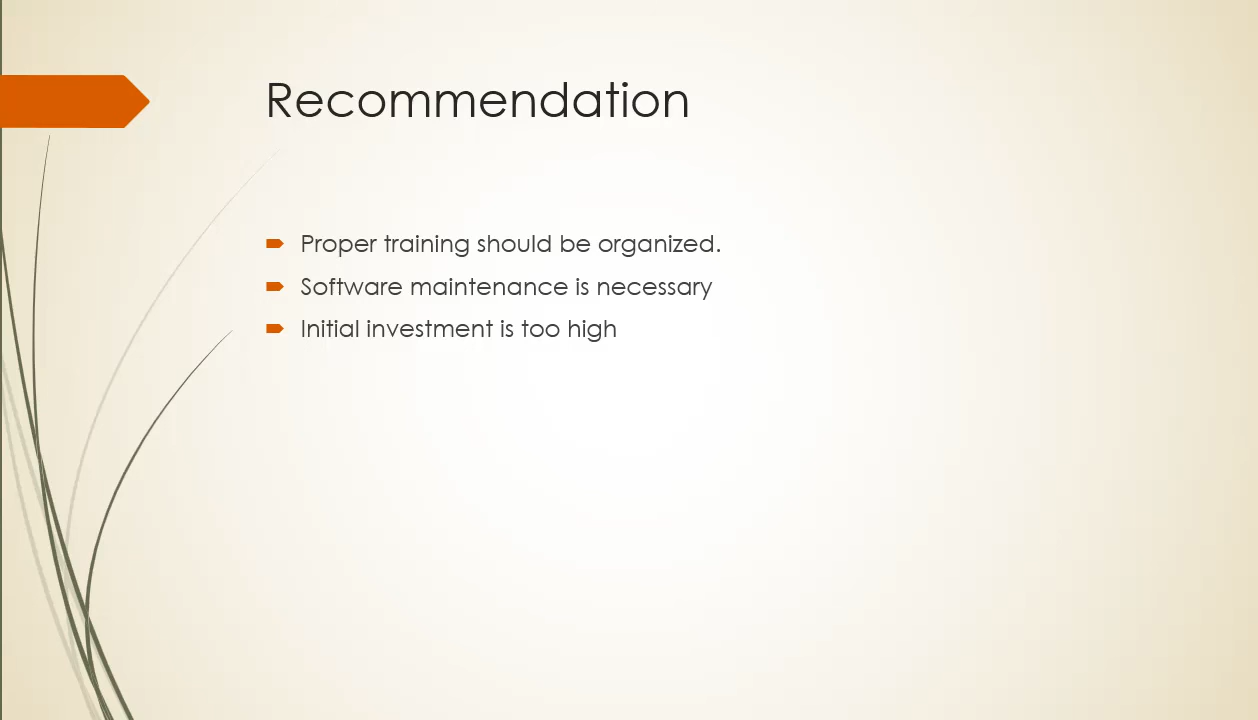 Recommendation
Proper training should be organized.
Software maintenance is necessary
Initial investment is too high